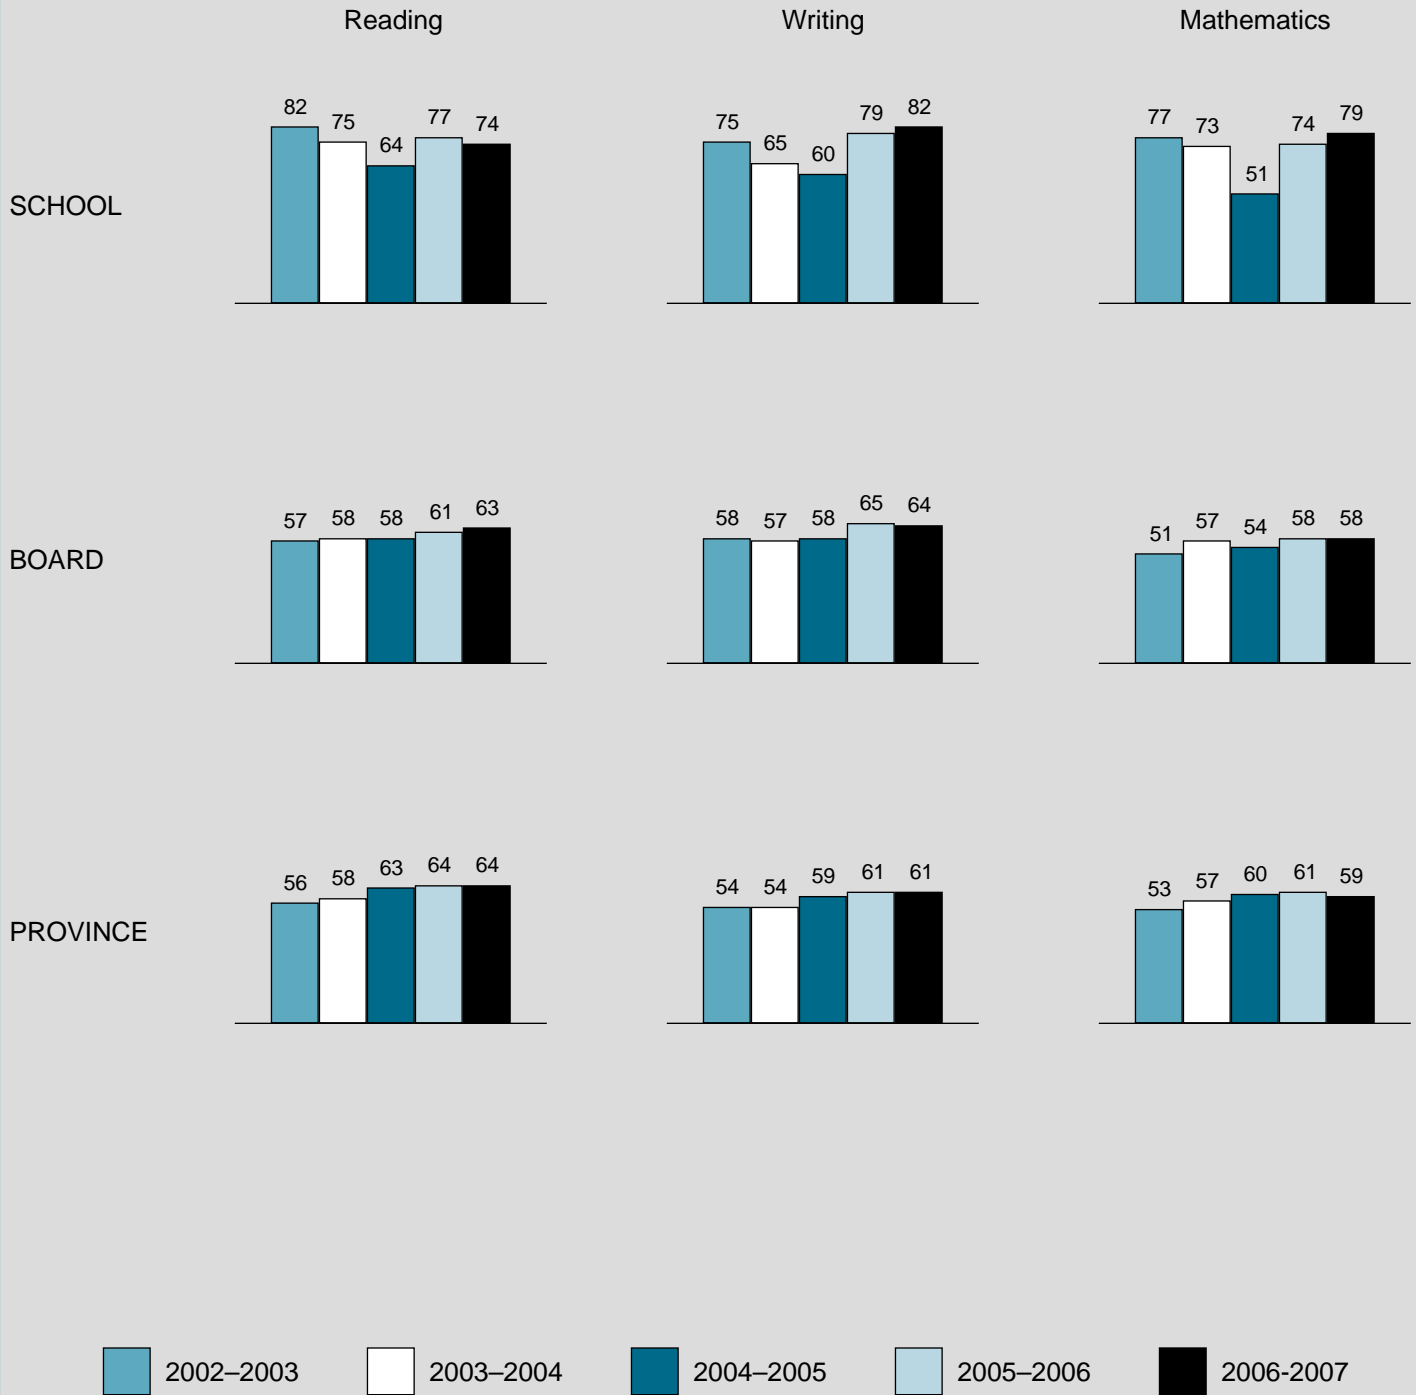 Reading Writing Mathematics
82 75 64 77 74
75 65 60 79 82
77 73 51 74 79
SCHOOL
57 58 58 61 63
58 57 58 65 64
51 57 54 58 58
BOARD
56 58 63 64 64
54 54 59 61 61
53 57 60 61 59
PROVINCE
2002–2003 2003–2004 2004–2005 2005–2006 2006-2007